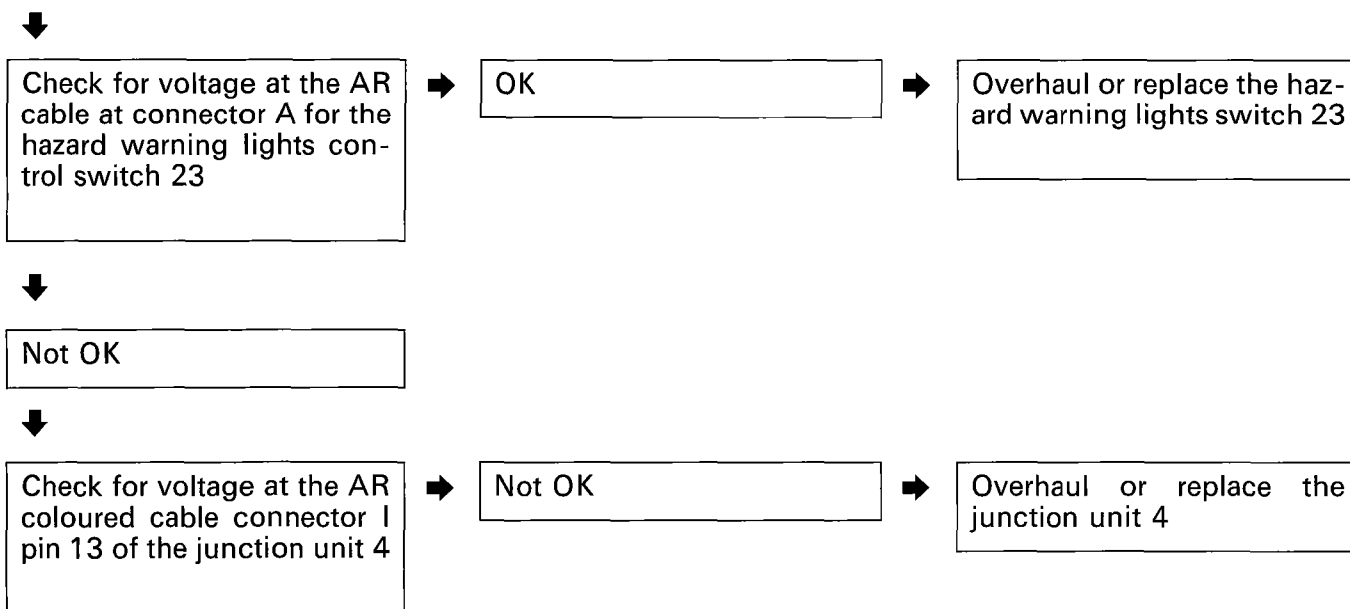 Check for voltage at the AR
cable at connector A for the
hazard warning lights con-
trol switch 23
OK
Overhaul or replace the haz-
ard warning lights switch 23
Not OK
Check for voltage at the AR
coloured cable connector I
pin 13 of the junction unit 4
Not OK
Overhaul or replace the
junction unit 4